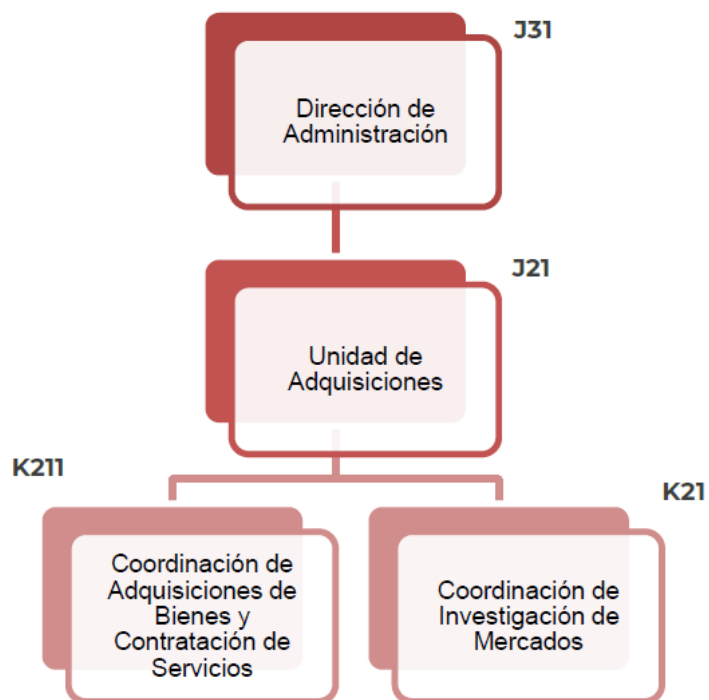 J31
Dirección de
Administración
J21
Unidad de
Adquisiciones
K211
Coordinación de
Adquisiciones de
Bienes y
Contratación de
Servicios
K21
Coordinación de
Investigación de
Mercados